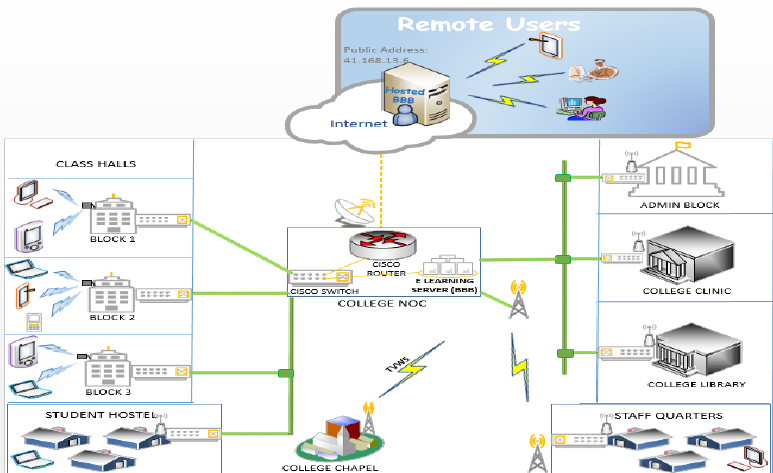 Remote Users
Public Address:
41.168.13.6
Hosted
BBB
Internet
CLASS HALLS
BLOCK 1
BLOCK 2
BLOCK 3
STUDENT HOSTEL
CISCO
ROUTER
CISCO SWITCH
E LEARNING
SERVER (BBB)
COLLEGE NOC
TVWS
COLLEGE CHAPEL
ADMIN BLOCK
COLLEGE CLINIC
COLLEGE LIBRARY
STAFF QUARTERS